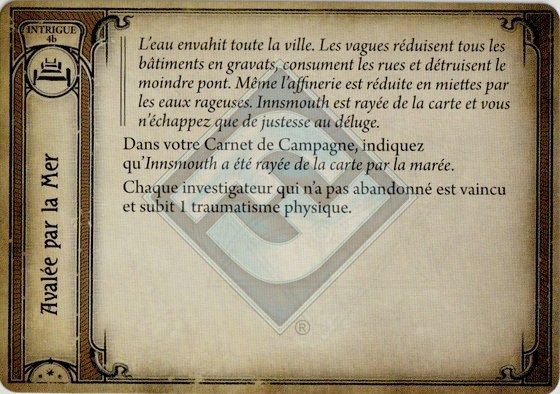 INTRIGUE
4b
Avalée par la Mer
L'eau envahit toute la ville. Les vagues réduisent tous les
bâtiments en gravats, consument les rues et détruisent le
moindre pont. Même l'affinerie est réduite en miettes par
les eaux rageuses. Innsmouth est rayée de la carte et vous
n'échappez que de justesse au déluge.
Dans votre Carnet de Campagne, indiquez
qu'Innsmouth a été rayée de la carte par la marée.
Chaque investigateur qui n'a pas abandonné est vaincu
et subit 1 traumatisme physique.
®